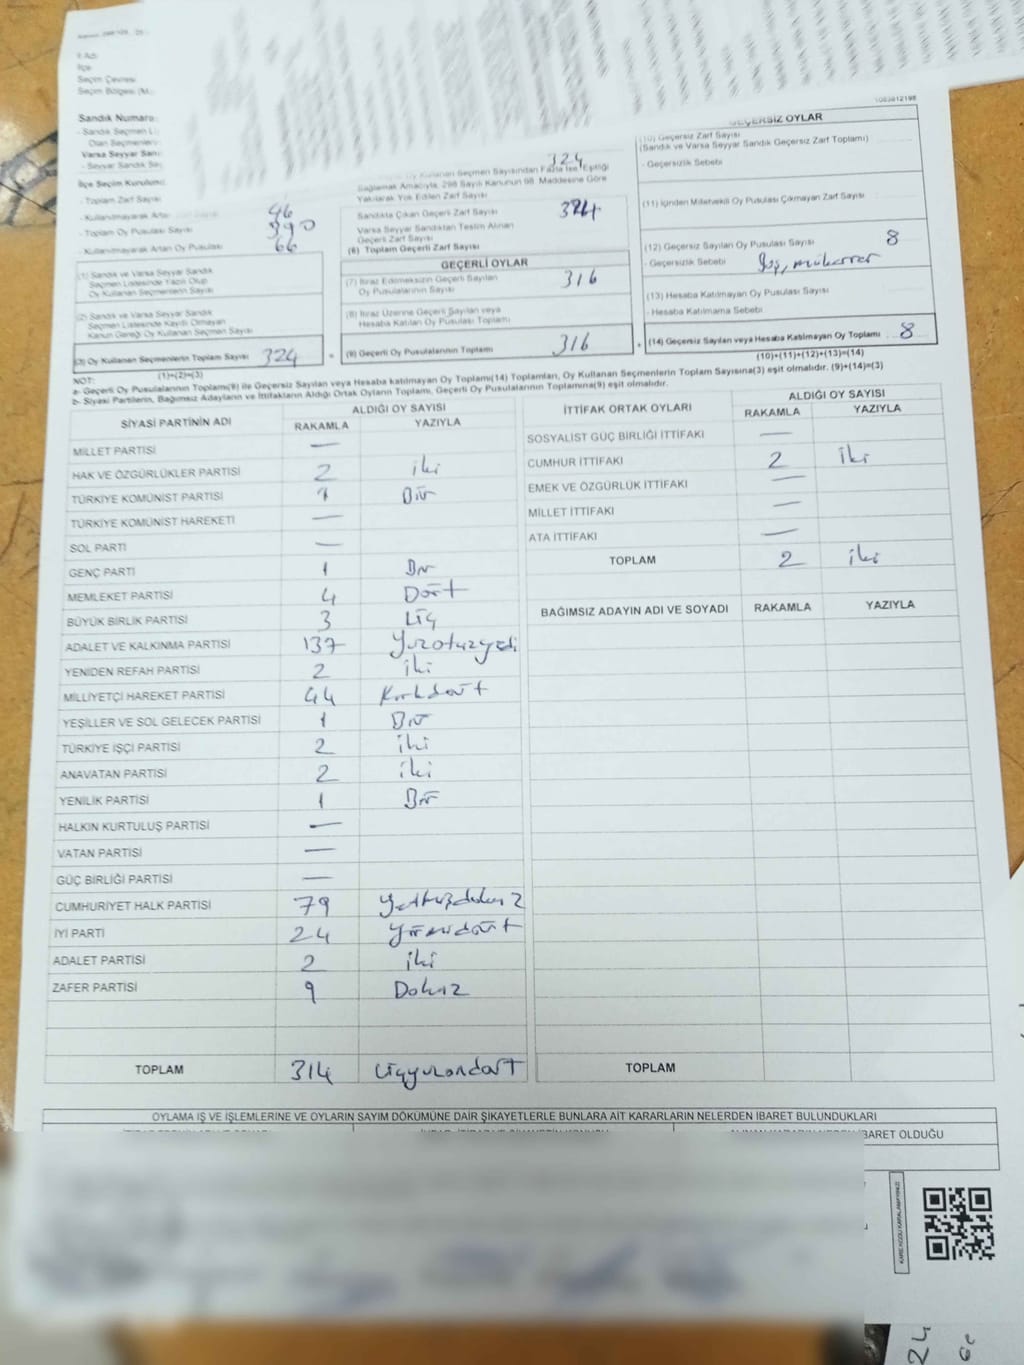 İlçe
Seçim Çevresi
Sandık Numara
İlçe Seçim Kurulunc
- Toplam Zarf Sayısı
- Kullanılmayarak Artan
- Toplam Oy Pusulası Sayısı 390
- Kullanılmayarak Artan Oy Pusulası 66
(1) Sandık ve Varsa Seyyar Sandık
Seçmen Listesinde Yazılı Olup
Oy Kullanan Seçmenlerin Sayısı
(2) Sandık ve Varsa Seyyar Sandık
Seçmen Listesinde Kayıtlı Olmayan
Kanun Gereği Oy Kullanan Seçmen Sayısı
(3) Oy Kullanan Seçmenlerin Toplam Sayısı 324
(1)+(2)=(3)
324
Oy Kullanan Seçmen Sayısından Fazla İse Eşitliği
Sağlamak Amacıyla, 298 Sayılı Kanunun 98. Maddesine Göre
Yakılarak Yok Edilen Zarf Sayısı
Sandıkta Çıkan Geçerli Zarf Sayısı 324
Varsa Seyyar Sandıktan Teslim Alınan
Geçerli Zarf Sayısı
(6) Toplam Geçerli Zarf Sayısı
GEÇERLİ OYLAR
(7) İtiraz Edilmeksizin Geçerli Sayılan
Oy Pusulalarının Sayısı 316
(8) İtiraz Üzerine Geçerli Sayılan veya
Hesaba Katılan Oy Pusulası Toplamı
(9) Geçerli Oy Pusulalarının Toplamı 316
1003612198
GEÇERSİZ OYLAR
(10) Geçersiz Zarf Sayısı
(Sandık ve Varsa Seyyar Sandık Geçersiz Zarf Toplamı)
- Geçersizlik Sebebi
(11) İçinden Milletvekili Oy Pusulası Çıkmayan Zarf Sayısı
(12) Geçersiz Sayılan Oy Pusulası Sayısı 8
- Geçersizlik Sebebi Boş, mükerrer
(13) Hesaba Katılmayan Oy Pusulası Sayısı
- Hesaba Katılmama Sebebi
(14) Geçersiz Sayılan veya Hesaba Katılmayan Oy Toplamı 8
(10)+(11)+(12)+(13)=(14)
NOT:
a- Geçerli Oy Pusulalarının Toplamı(9) ile Geçersiz Sayılan veya Hesaba katılmayan Oy Toplamı(14) Toplamları, Oy Kullanan Seçmenlerin Toplam Sayısına(3) eşit olmalıdır. (9)+(14)=(3)
b- Siyasi Partilerin, Bağımsız Adayların ve İttifakların Aldığı Ortak Oyların Toplamı, Geçerli Oy Pusulalarının Toplamına(9) eşit olmalıdır.
SİYASİ PARTİNİN ADI ALDIĞI OY SAYISI
RAKAMLA YAZIYLA
MİLLET PARTİSİ —
HAK VE ÖZGÜRLÜKLER PARTİSİ 2 iki
TÜRKİYE KOMÜNİST PARTİSİ 1 Bir
TÜRKİYE KOMÜNİST HAREKETİ —
SOL PARTİ —
GENÇ PARTİ 1 Bir
MEMLEKET PARTİSİ 4 Dört
BÜYÜK BİRLİK PARTİSİ 3 Üç
ADALET VE KALKINMA PARTİSİ 137 Yüzotuzyedi
YENİDEN REFAH PARTİSİ 2 iki
MİLLİYETÇİ HAREKET PARTİSİ 44 Kırkdört
YEŞİLLER VE SOL GELECEK PARTİSİ 1 Bir
TÜRKİYE İŞÇİ PARTİSİ 2 iki
ANAVATAN PARTİSİ 2 iki
YENİLİK PARTİSİ 1 Bir
HALKIN KURTULUŞ PARTİSİ —
VATAN PARTİSİ —
GÜÇ BİRLİĞİ PARTİSİ —
CUMHURİYET HALK PARTİSİ 79 Yetmişdokuz
İYİ PARTİ 24 Yirmidört
ADALET PARTİSİ 2 iki
ZAFER PARTİSİ 9 Dokuz
TOPLAM 314 Üçyüzondört
İTTİFAK ORTAK OYLARI ALDIĞI OY SAYISI
RAKAMLA YAZIYLA
SOSYALİST GÜÇ BİRLİĞİ İTTİFAKI —
CUMHUR İTTİFAKI 2 İki
EMEK VE ÖZGÜRLÜK İTTİFAKI —
MİLLET İTTİFAKI —
ATA İTTİFAKI —
TOPLAM 2 iki
BAĞIMSIZ ADAYIN ADI VE SOYADI RAKAMLA YAZIYLA
TOPLAM
OYLAMA İŞ VE İŞLEMLERİNE VE OYLARIN SAYIM DÖKÜMÜNE DAİR ŞİKAYETLERLE BUNLARA AİT KARARLARIN NELERDEN İBARET BULUNDUKLARI
İBARET OLDUĞU
24